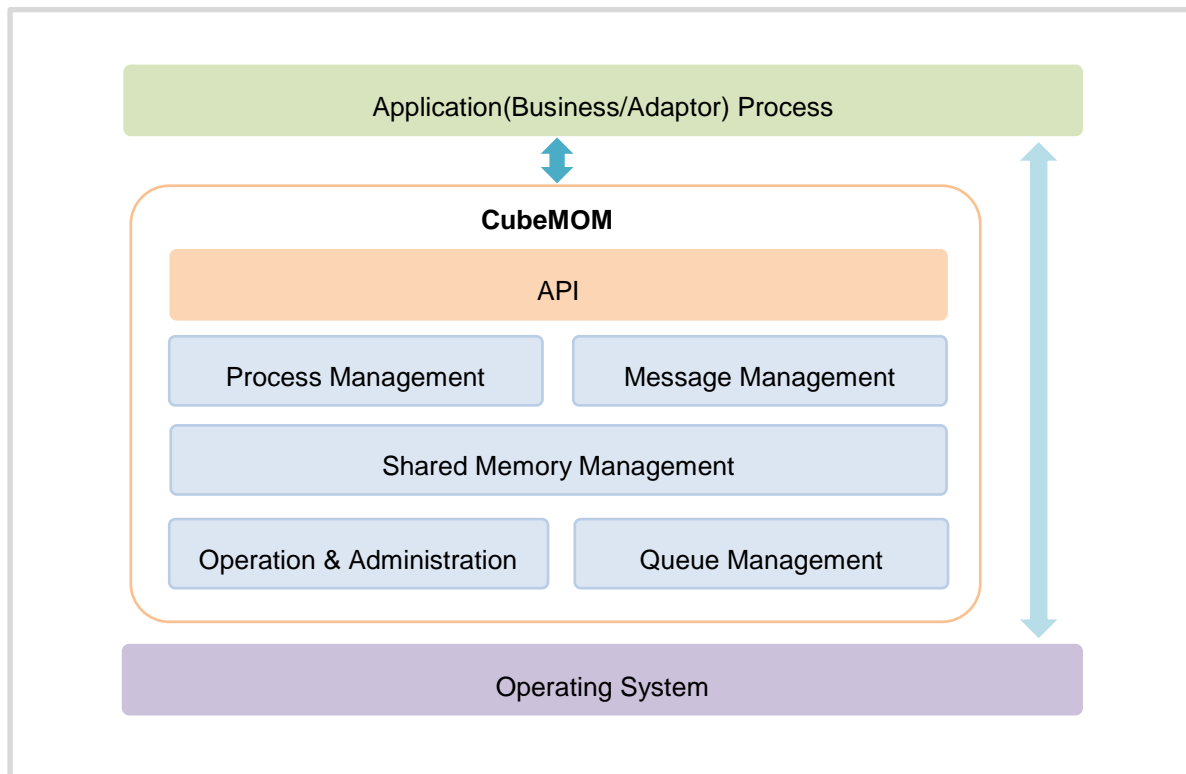 Application(Business/Adaptor) Process
CubeMOM
API
Process Management
Message Management
Shared Memory Management
Operation & Administration
Queue Management
Operating System